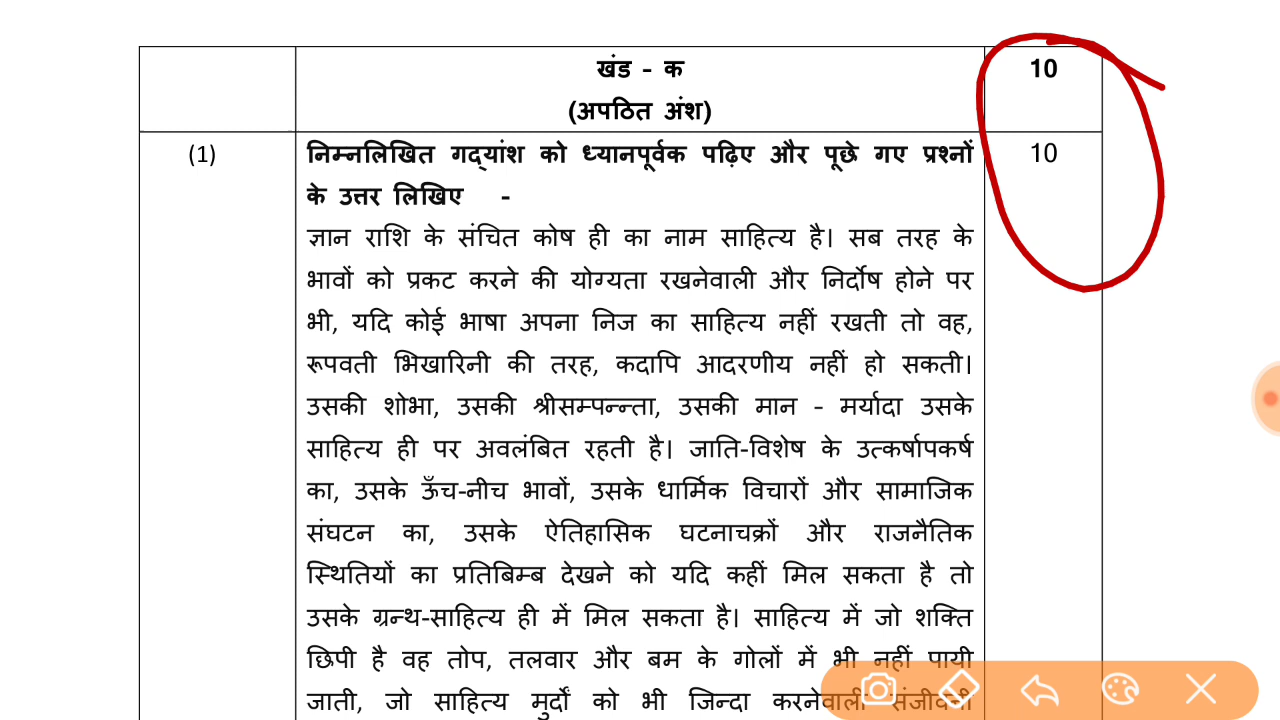 खंड - क 10
(अपठित अंश)
(1) निम्नलिखित गद्‌यांश को ध्यानपूर्वक पढ़िए और पूछे गए प्रश्नों 10
के उत्तर लिखिए -
ज्ञान राशि के संचित कोष ही का नाम साहित्य है। सब तरह के
भावों को प्रकट करने की योग्यता रखनेवाली और निर्दोष होने पर
भी, यदि कोई भाषा अपना निज का साहित्य नहीं रखती तो वह,
रूपवती भिखारिनी की तरह, कदापि आदरणीय नहीं हो सकती।
उसकी शोभा, उसकी श्रीसम्पन्न्ता, उसकी मान - मर्यादा उसके
साहित्य ही पर अवलंबित रहती है। जाति-विशेष के उत्कर्षापकर्ष
का, उसके ऊँच-नीच भावों, उसके धार्मिक विचारों और सामाजिक
संघटन का, उसके ऐतिहासिक घटनाचक्रों और राजनैतिक
स्थितियों का प्रतिबिम्ब देखने को यदि कहीं मिल सकता है तो
उसके ग्रन्थ-साहित्य ही में मिल सकता है। साहित्य में जो शक्ति
छिपी है वह तोप, तलवार और बम के गोलों में भी नहीं पायी
जाती, जो साहित्य मुर्दों को भी जिन्दा करनेवाली संजीवनी